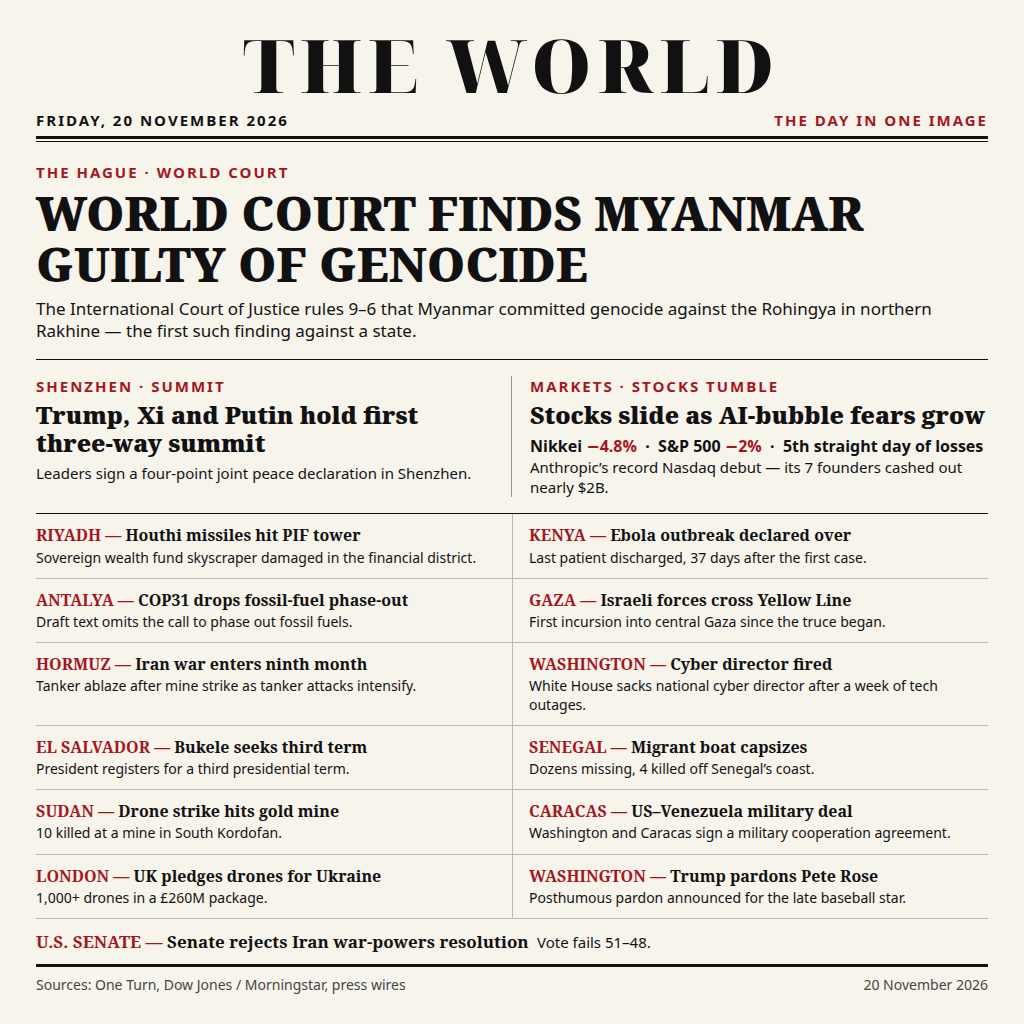 THE WORLD
FRIDAY, 20 NOVEMBER 2026
THE DAY IN ONE IMAGE
THE HAGUE · WORLD COURT
WORLD COURT FINDS MYANMAR
GUILTY OF GENOCIDE
The International Court of Justice rules 9–6 that Myanmar committed genocide against the Rohingya in northern
Rakhine — the first such finding against a state.
SHENZHEN · SUMMIT
Trump, Xi and Putin hold first
three-way summit
Leaders sign a four-point joint peace declaration in Shenzhen.
MARKETS · STOCKS TUMBLE
Stocks slide as AI-bubble fears grow
Nikkei −4.8% · S&P 500 −2% · 5th straight day of losses
Anthropic’s record Nasdaq debut — its 7 founders cashed out
nearly $2B.
RIYADH — Houthi missiles hit PIF tower
Sovereign wealth fund skyscraper damaged in the financial district.
KENYA — Ebola outbreak declared over
Last patient discharged, 37 days after the first case.
ANTALYA — COP31 drops fossil-fuel phase-out
Draft text omits the call to phase out fossil fuels.
GAZA — Israeli forces cross Yellow Line
First incursion into central Gaza since the truce began.
HORMUZ — Iran war enters ninth month
Tanker ablaze after mine strike as tanker attacks intensify.
WASHINGTON — Cyber director fired
White House sacks national cyber director after a week of tech
outages.
EL SALVADOR — Bukele seeks third term
President registers for a third presidential term.
SENEGAL — Migrant boat capsizes
Dozens missing, 4 killed off Senegal’s coast.
SUDAN — Drone strike hits gold mine
10 killed at a mine in South Kordofan.
CARACAS — US–Venezuela military deal
Washington and Caracas sign a military cooperation agreement.
LONDON — UK pledges drones for Ukraine
1,000+ drones in a £260M package.
WASHINGTON — Trump pardons Pete Rose
Posthumous pardon announced for the late baseball star.
U.S. SENATE — Senate rejects Iran war-powers resolution Vote fails 51–48.
Sources: One Turn, Dow Jones / Morningstar, press wires
20 November 2026